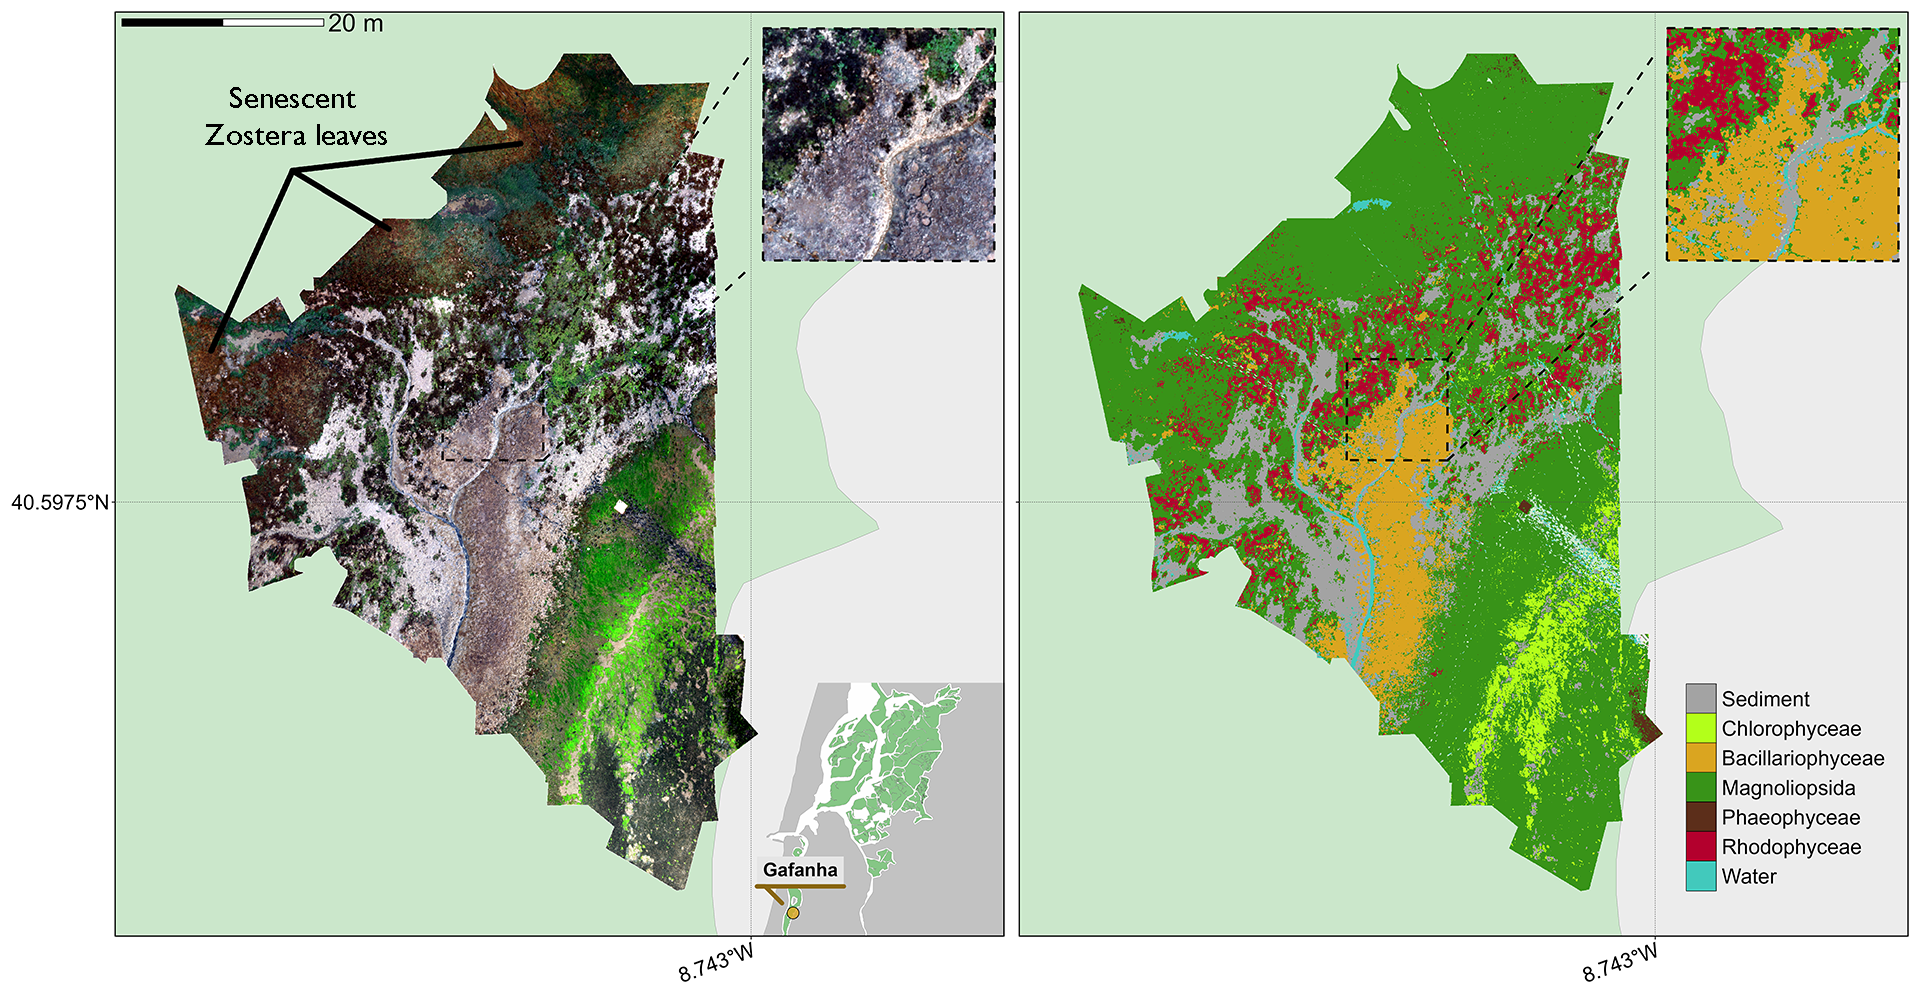 20 m
Senescent
Zostera leaves
40.5975°N
Gafanha
8.743°W
8.743°W
Sediment
Chlorophyceae
Bacillariophyceae
Magnoliopsida
Phaeophyceae
Rhodophyceae
Water